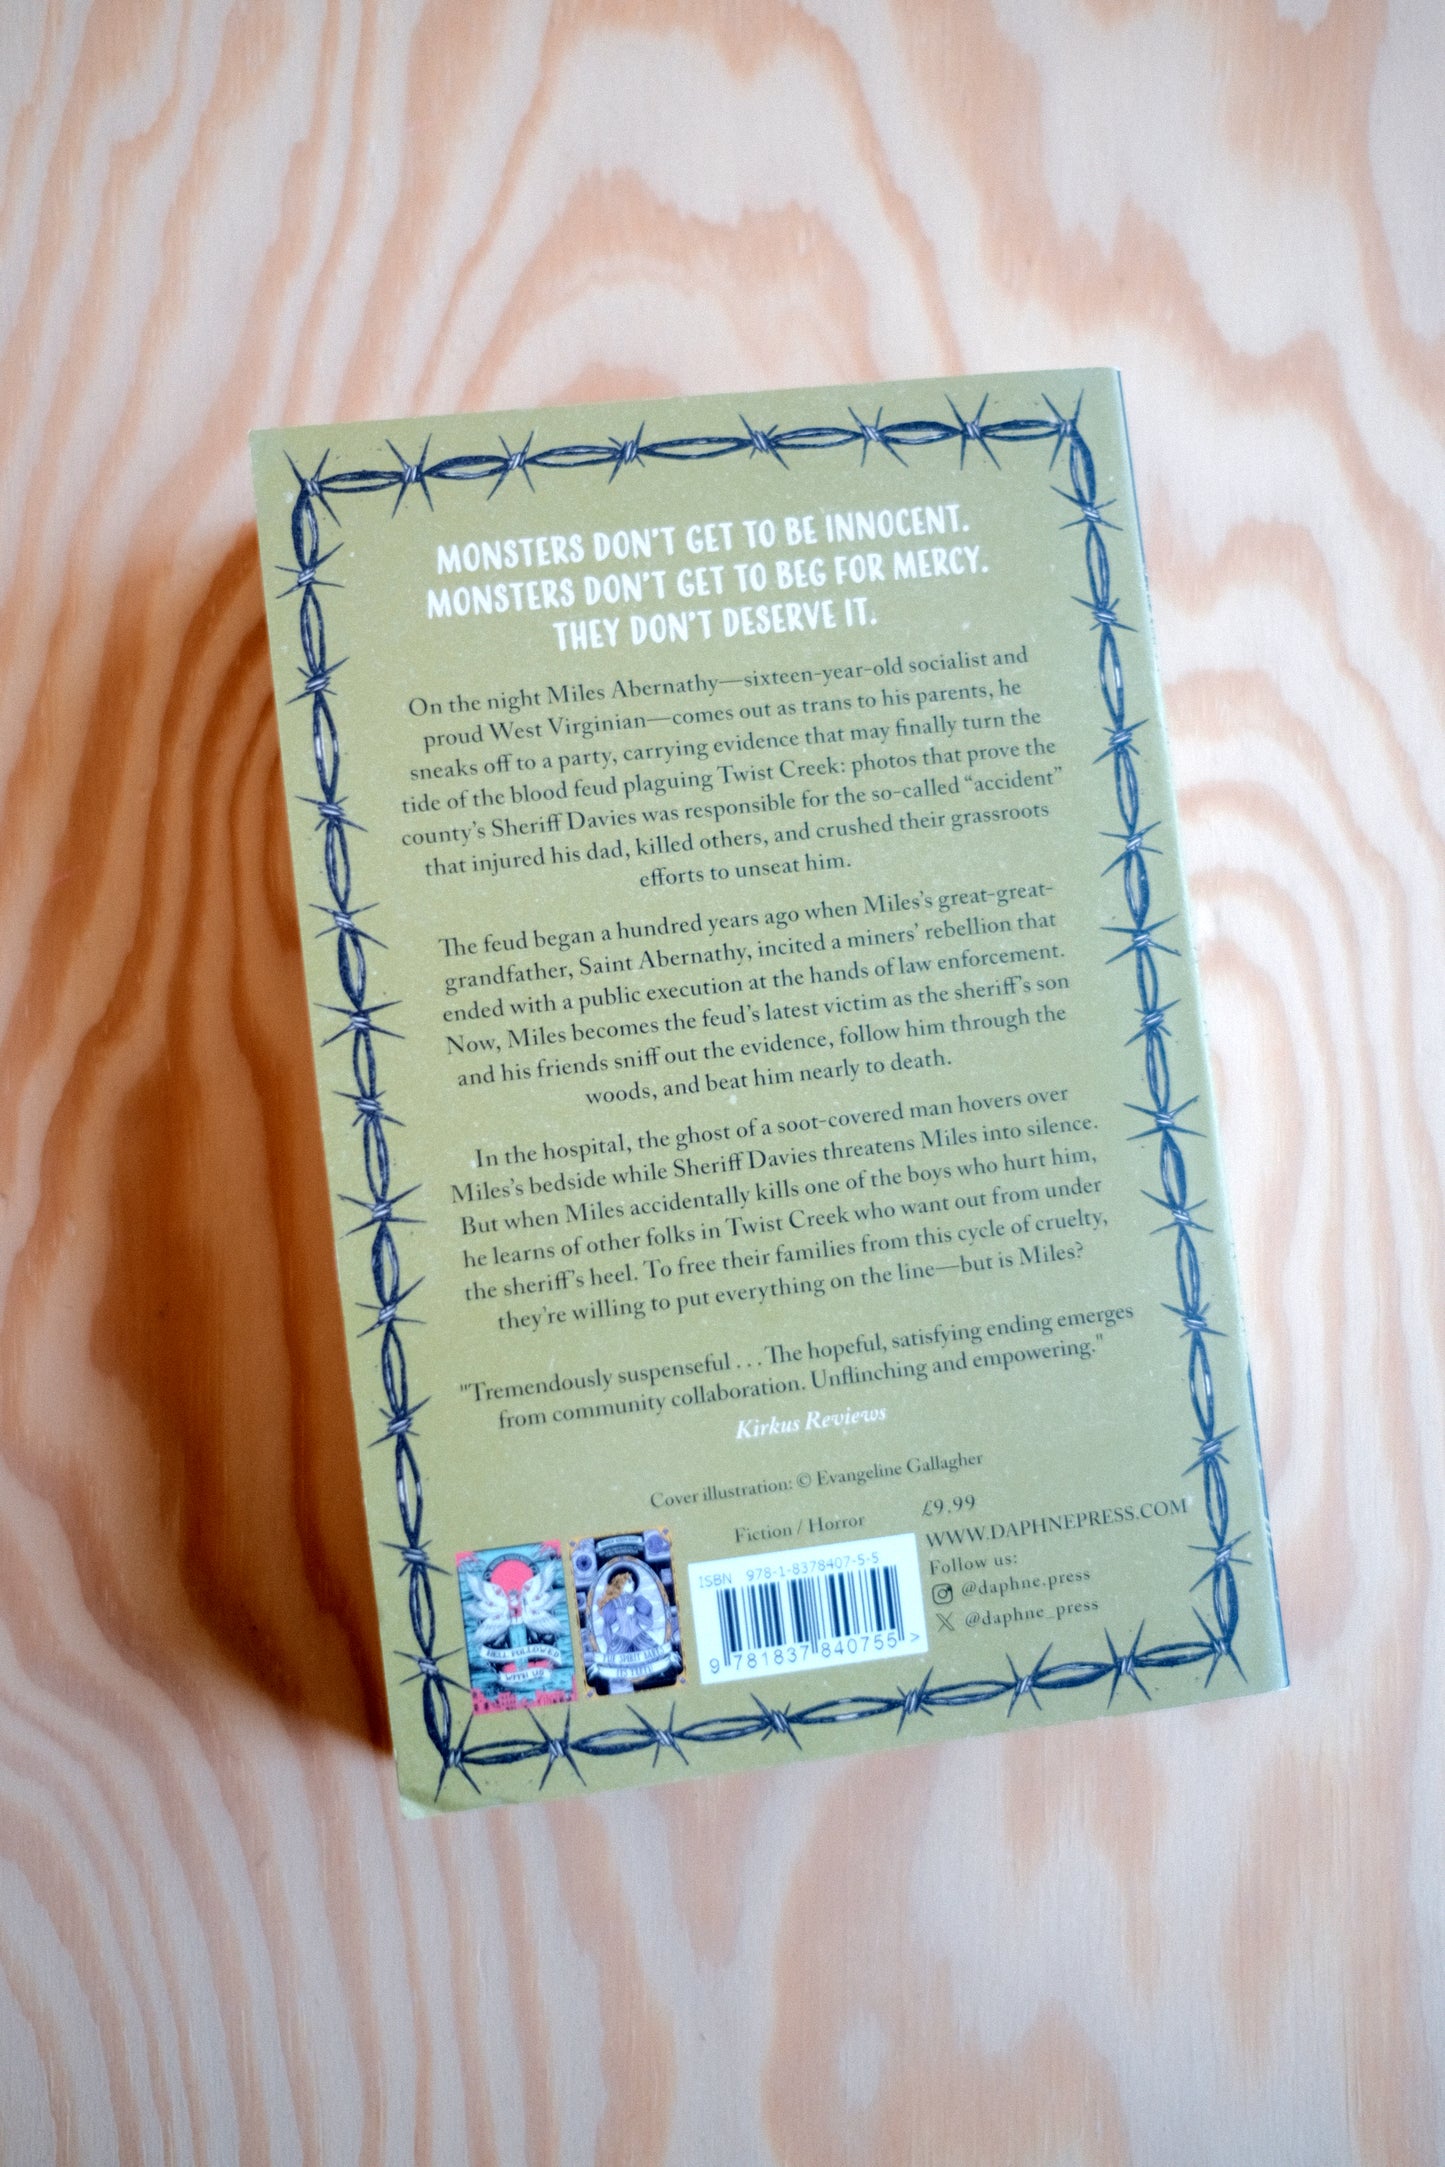 MONSTERS DON'T GET TO BE INNOCENT.
MONSTERS DON'T GET TO BEG FOR MERCY.
THEY DON'T DESERVE IT.
On the night Miles Abernathy—sixteen-year-old socialist and
proud West Virginian—comes out as trans to his parents, he
sneaks off to a party, carrying evidence that may finally turn the
tide of the blood feud plaguing Twist Creek: photos that prove the
county's Sheriff Davies was responsible for the so-called “accident”
that injured his dad, killed others, and crushed their grassroots
efforts to unseat him.
The feud began a hundred years ago when Miles's great-great-
grandfather, Saint Abernathy, incited a miners' rebellion that
ended with a public execution at the hands of law enforcement.
Now, Miles becomes the feud's latest victim as the sheriff's son
and his friends sniff out the evidence, follow him through the
woods, and beat him nearly to death.
In the hospital, the ghost of a soot-covered man hovers over
Miles's bedside while Sheriff Davies threatens Miles into silence.
But when Miles accidentally kills one of the boys who hurt him,
he learns of other folks in Twist Creek who want out from under
the sheriff's heel. To free their families from this cycle of cruelty,
they're willing to put everything on the line—but is Miles?
"Tremendously suspenseful . . . The hopeful, satisfying ending emerges
from community collaboration. Unflinching and empowering."
Kirkus Reviews
Cover illustration: © Evangeline Gallagher
Fiction / Horror
£9.99
WWW.DAPHNEPRESS.COM
Follow us:
@daphne.press
@daphne_press
ISBN 978-1-8378407-5-5
9 781837 840755 >
HELL FOLLOWED
WITH US
THE SPIRIT BARES
ITS TEETH